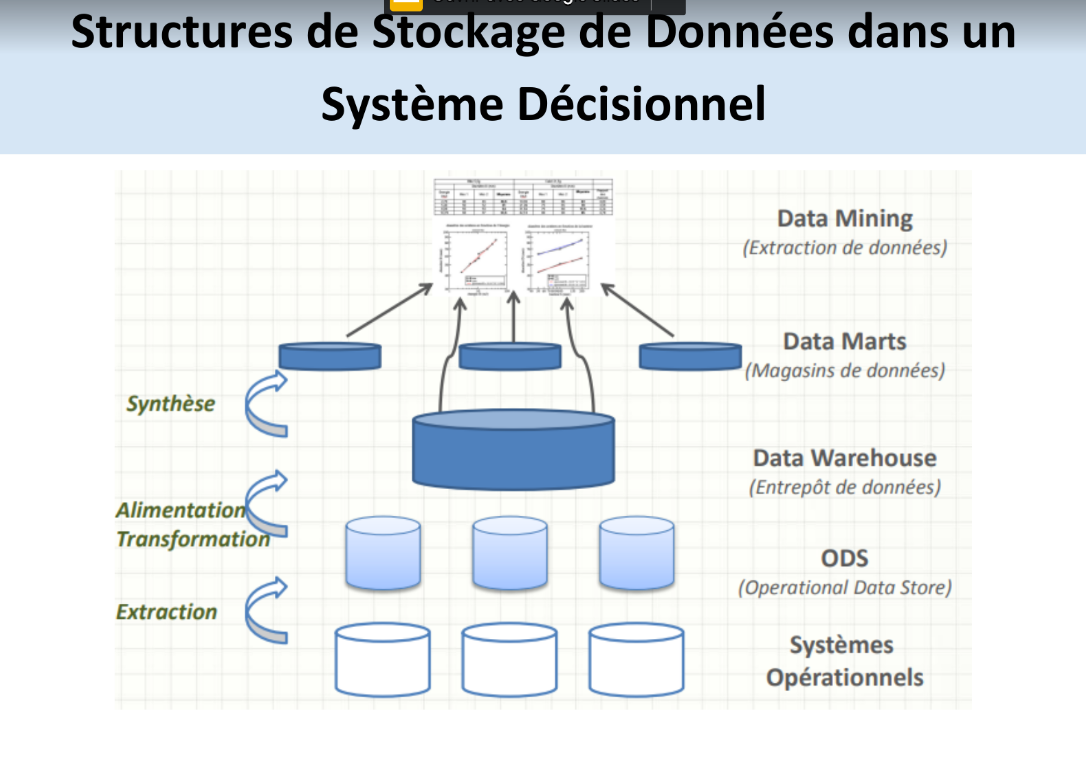 Structures de Stockage de Données dans un
Système Décisionnel
Data Mining
(Extraction de données)
Data Marts
(Magasins de données)
Synthèse
Data Warehouse
(Entrepôt de données)
Alimentation
Transformation
ODS
(Operational Data Store)
Extraction
Systèmes
Opérationnels